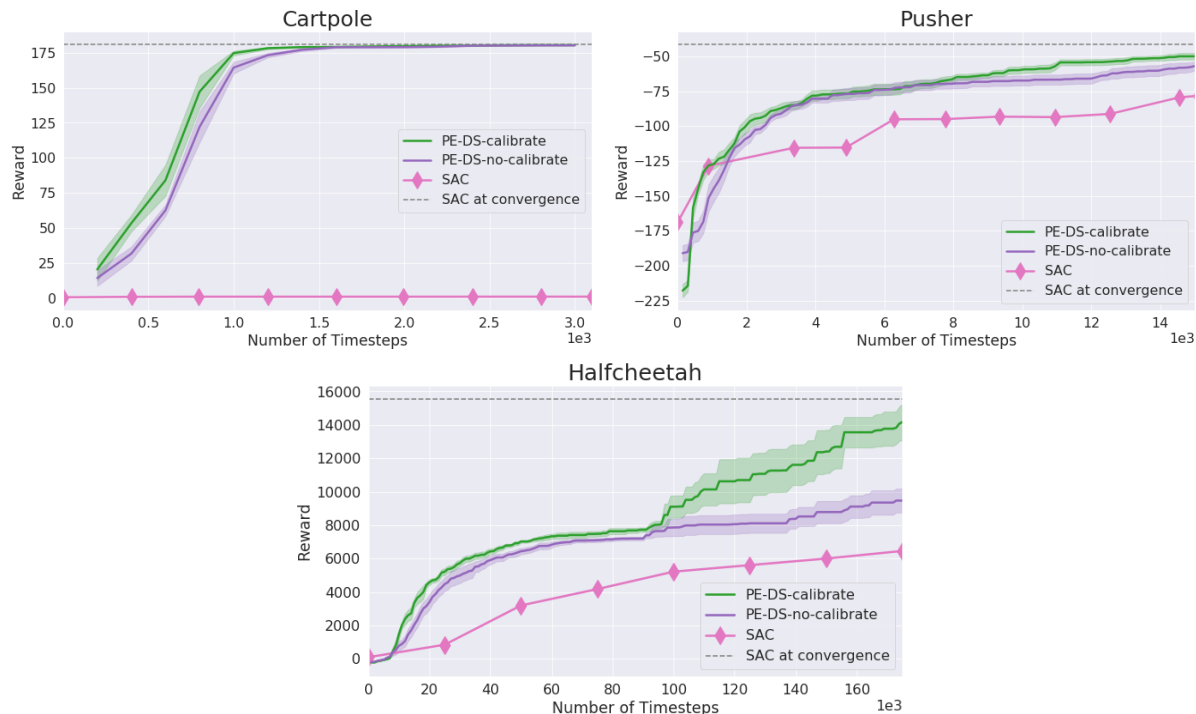 Cartpole
175
150
125
100
75
50
25
0
Reward
PE-DS-calibrate
PE-DS-no-calibrate
SAC
SAC at convergence
0.0 0.5 1.0 1.5 2.0 2.5 3.0
1e3
Number of Timesteps
Pusher
−50
−75
−100
−125
−150
−175
−200
−225
Reward
PE-DS-calibrate
PE-DS-no-calibrate
SAC
SAC at convergence
0 2 4 6 8 10 12 14
1e3
Number of Timesteps
Halfcheetah
16000
14000
12000
10000
8000
6000
4000
2000
0
Reward
PE-DS-calibrate
PE-DS-no-calibrate
SAC
SAC at convergence
0 20 40 60 80 100 120 140 160
1e3
Number of Timesteps